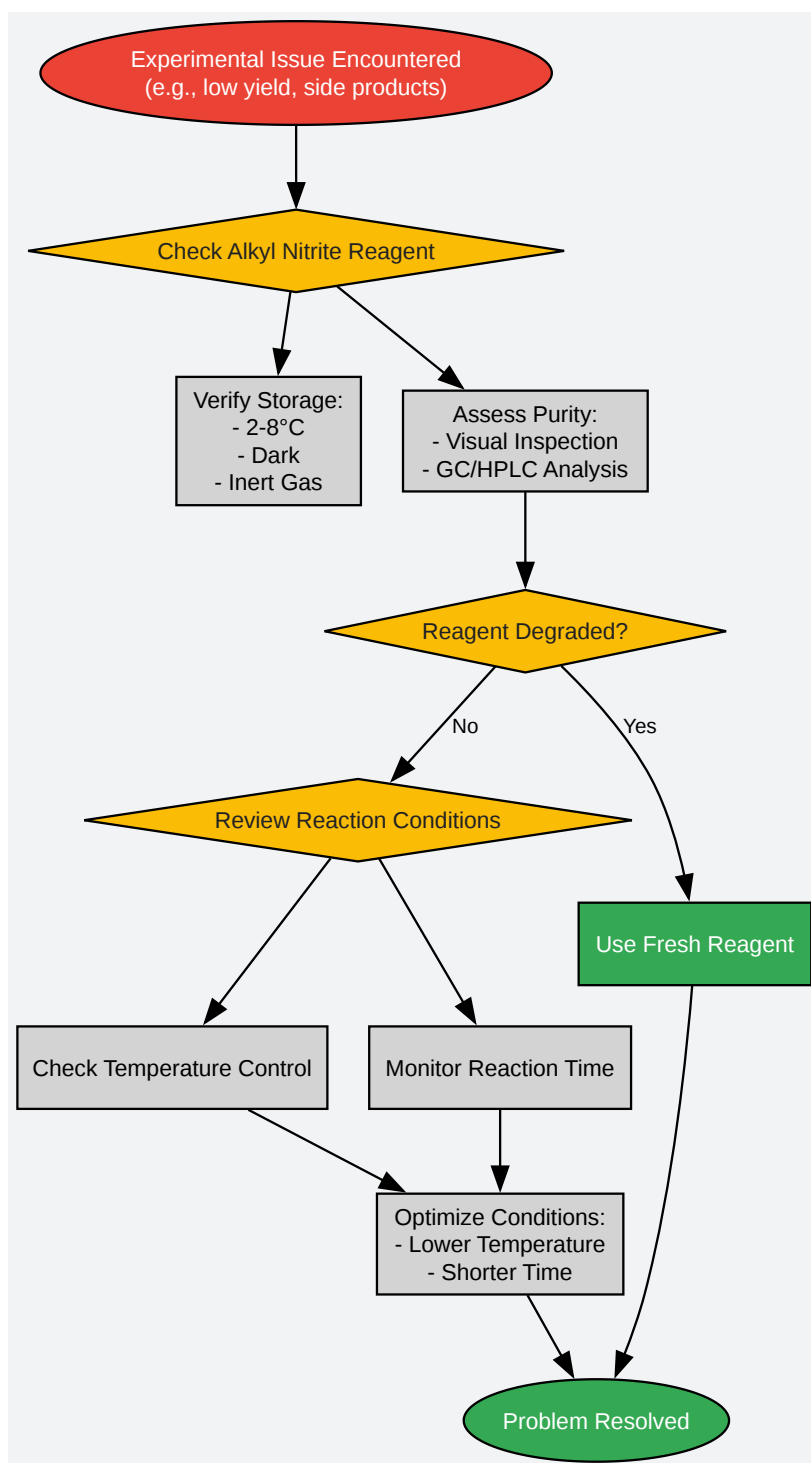 Experimental Issue Encountered
(e.g., low yield, side products)
Check Alkyl Nitrite Reagent
Verify Storage:
- 2-8°C
- Dark
- Inert Gas
Assess Purity:
- Visual Inspection
- GC/HPLC Analysis
Reagent Degraded?
No
Yes
Review Reaction Conditions
Use Fresh Reagent
Check Temperature Control
Monitor Reaction Time
Optimize Conditions:
- Lower Temperature
- Shorter Time
Problem Resolved